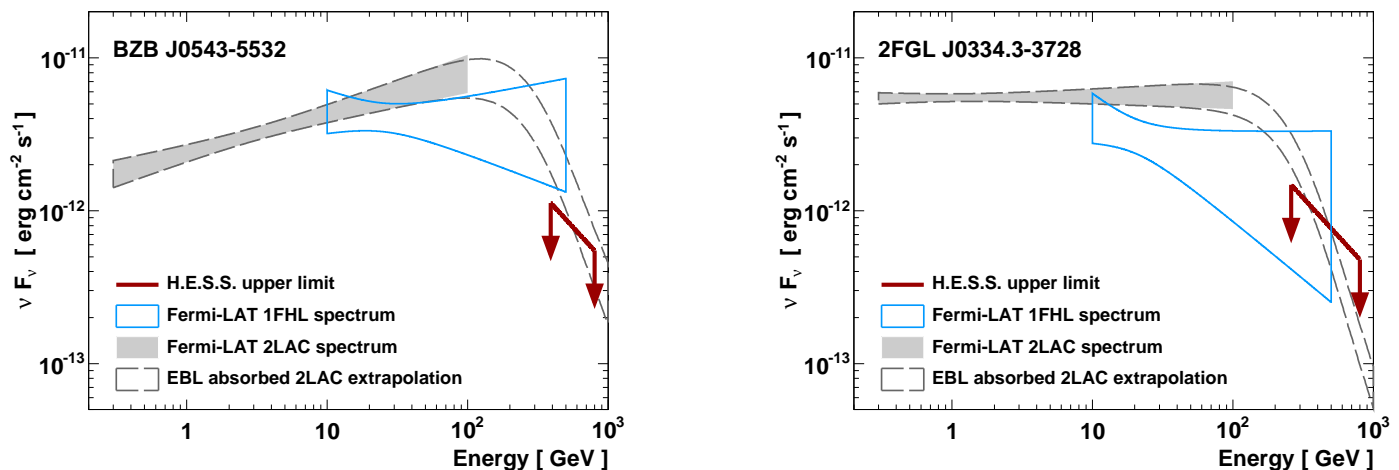 BZB J0543-5532
ν Fν [ erg cm-2 s-1 ]
10-11
10-12
10-13
H.E.S.S. upper limit
Fermi-LAT 1FHL spectrum
Fermi-LAT 2LAC spectrum
EBL absorbed 2LAC extrapolation
1
10
10²
10³
Energy [ GeV ]
2FGL J0334.3-3728
ν Fν [ erg cm-2 s-1 ]
10-11
10-12
10-13
H.E.S.S. upper limit
Fermi-LAT 1FHL spectrum
Fermi-LAT 2LAC spectrum
EBL absorbed 2LAC extrapolation
1
10
10²
10³
Energy [ GeV ]